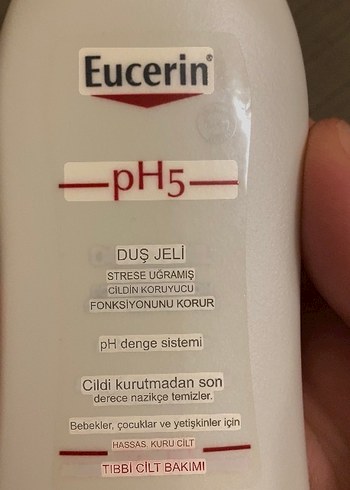 Eucerin®
pH5
DUŞ JELİ
STRESE UĞRAMIŞ
CİLDİN KORUYUCU
FONKSİYONUNU KORUR
pH denge sistemi
Cildi kurutmadan son
derece nazikçe temizler.
Bebekler, çocuklar ve yetişkinler için
HASSAS. KURU CİLT
TIBBİ CİLT BAKIMI